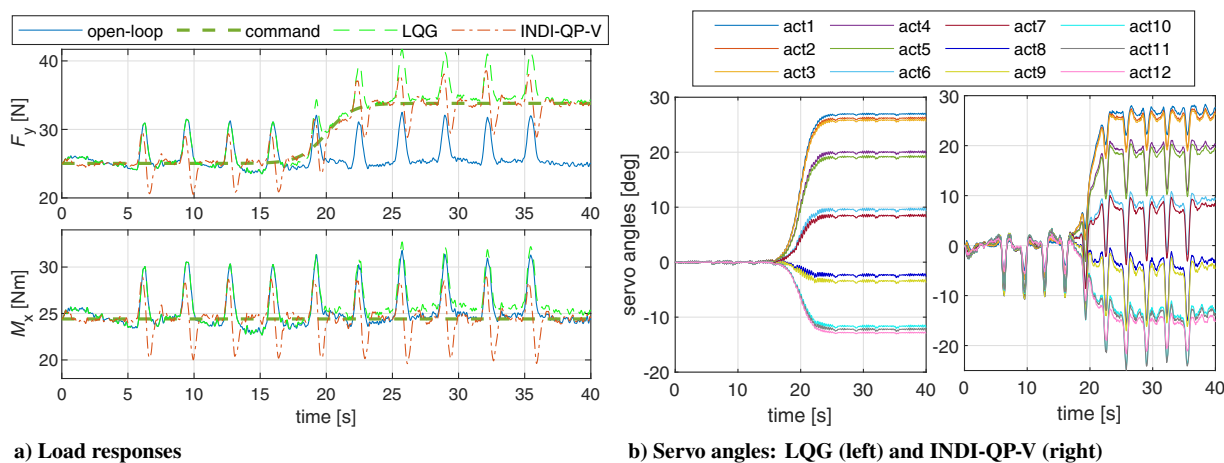 open-loop command LQG INDI-QP-V
F_y [N]
40
30
20
0 5 10 15 20 25 30 35 40
M_x [Nm]
30
25
20
0 5 10 15 20 25 30 35 40
time [s]
a) Load responses
act1 act4 act7 act10
act2 act5 act8 act11
act3 act6 act9 act12
servo angles [deg]
30
20
10
0
-10
-20
0 10 20 30 40
time [s]
30
20
10
0
-10
-20
0 10 20 30 40
time [s]
b) Servo angles: LQG (left) and INDI-QP-V (right)